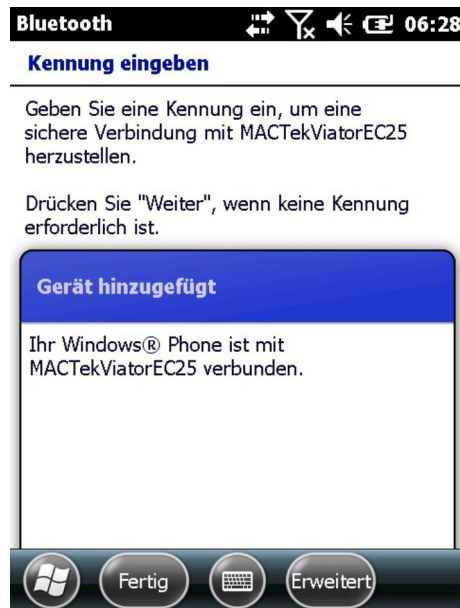 Bluetooth 06:28
Kennung eingeben
Geben Sie eine Kennung ein, um eine
sichere Verbindung mit MACTekViatorEC25
herzustellen.
Drücken Sie "Weiter", wenn keine Kennung
erforderlich ist.
Gerät hinzugefügt
Ihr Windows® Phone ist mit
MACTekViatorEC25 verbunden.
Fertig Erweitert